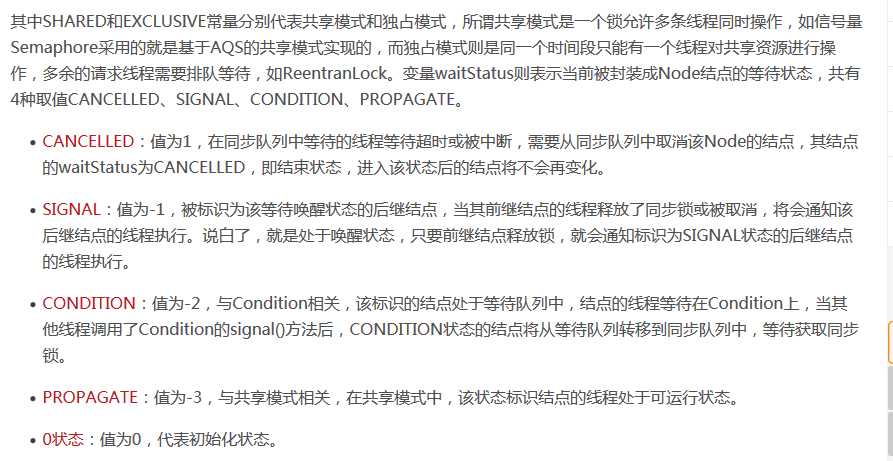 其中SHARED和EXCLUSIVE常量分别代表共享模式和独占模式，所谓共享模式是一个锁允许多条线程同时操作，如信号量
Semaphore采用的就是基于AQS的共享模式实现的，而独占模式则是同一个时间段只能有一个线程对共享资源进行操
作，多余的请求线程需要排队等待，如ReentranLock。变量waitStatus则表示当前被封装成Node结点的等待状态，共有
4种取值CANCELLED、SIGNAL、CONDITION、PROPAGATE。
• CANCELLED：值为1，在同步队列中等待的线程等待超时或被中断，需要从同步队列中取消该Node的结点，其结点
的waitStatus为CANCELLED，即结束状态，进入该状态后的结点将不会再变化。
• SIGNAL：值为-1，被标识为该等待唤醒状态的后继结点，当其前继结点的线程释放了同步锁或被取消，将会通知该
后继结点的线程执行。说白了，就是处于唤醒状态，只要前继结点释放锁，就会通知标识为SIGNAL状态的后继结点
的线程执行。
• CONDITION：值为-2，与Condition相关，该标识的结点处于等待队列中，结点的线程等待在Condition上，当其
他线程调用了Condition的signal()方法后，CONDITION状态的结点将从等待队列转移到同步队列中，等待获取同步
锁。
• PROPAGATE：值为-3，与共享模式相关，在共享模式中，该状态标识结点的线程处于可运行状态。
• 0状态：值为0，代表初始化状态。